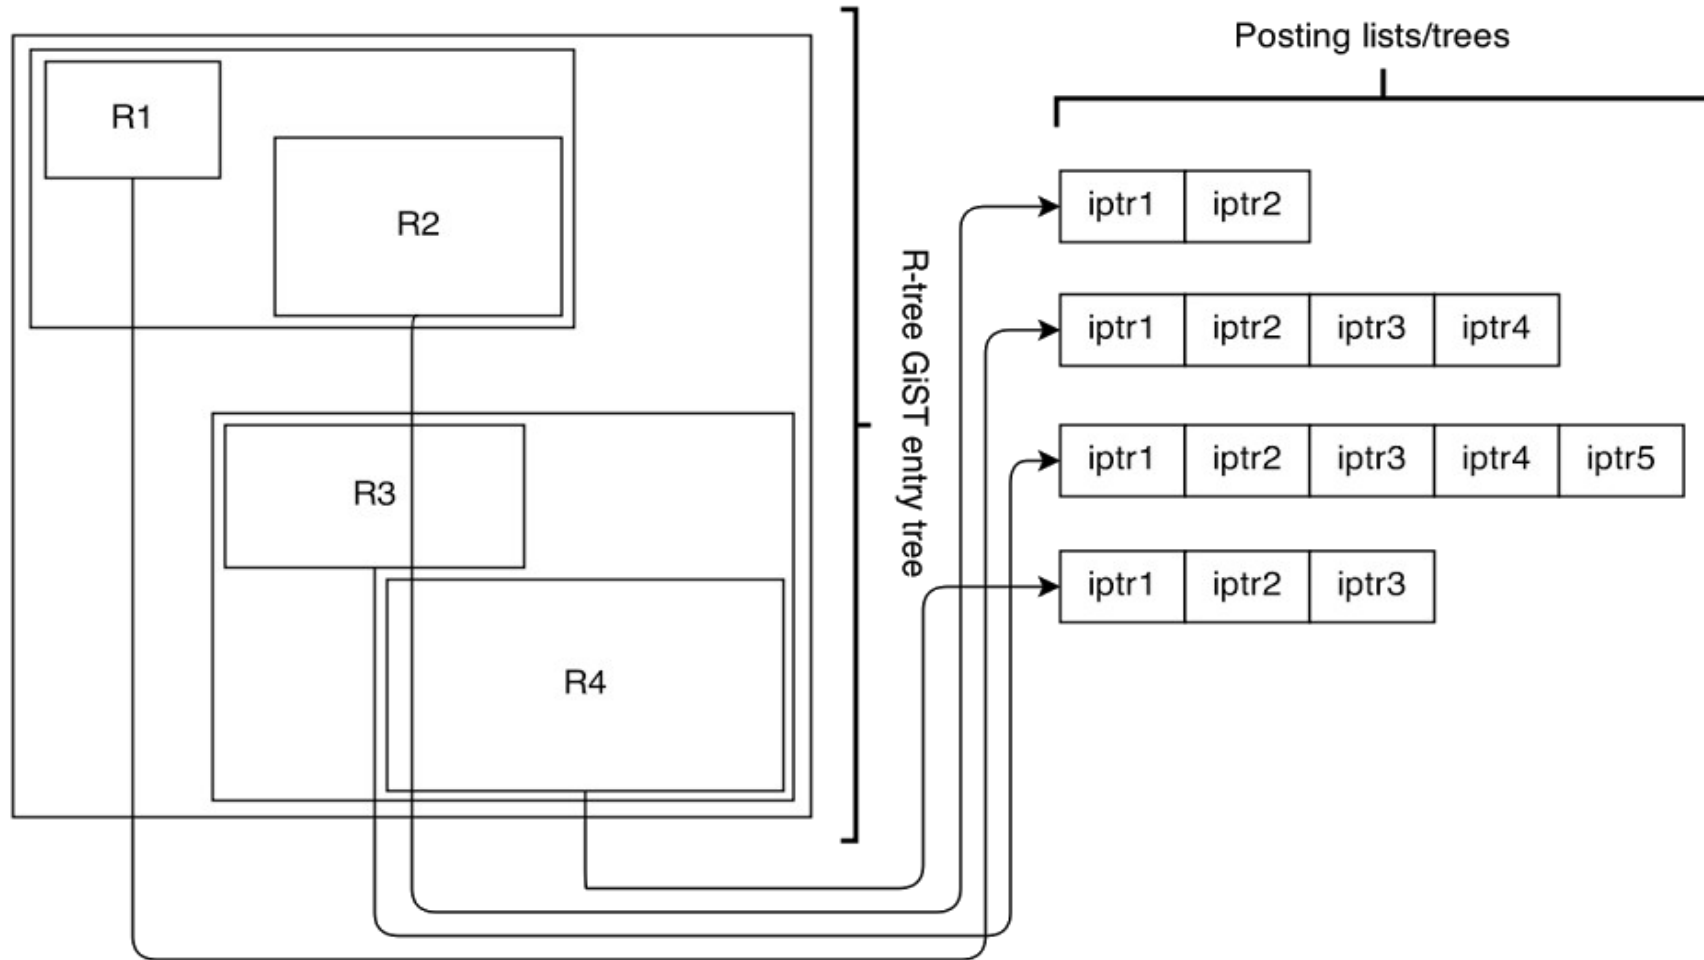 R1
R2
R3
R4
R-tree GiST entry tree
Posting lists/trees
iptr1 iptr2
iptr1 iptr2 iptr3 iptr4
iptr1 iptr2 iptr3 iptr4 iptr5
iptr1 iptr2 iptr3